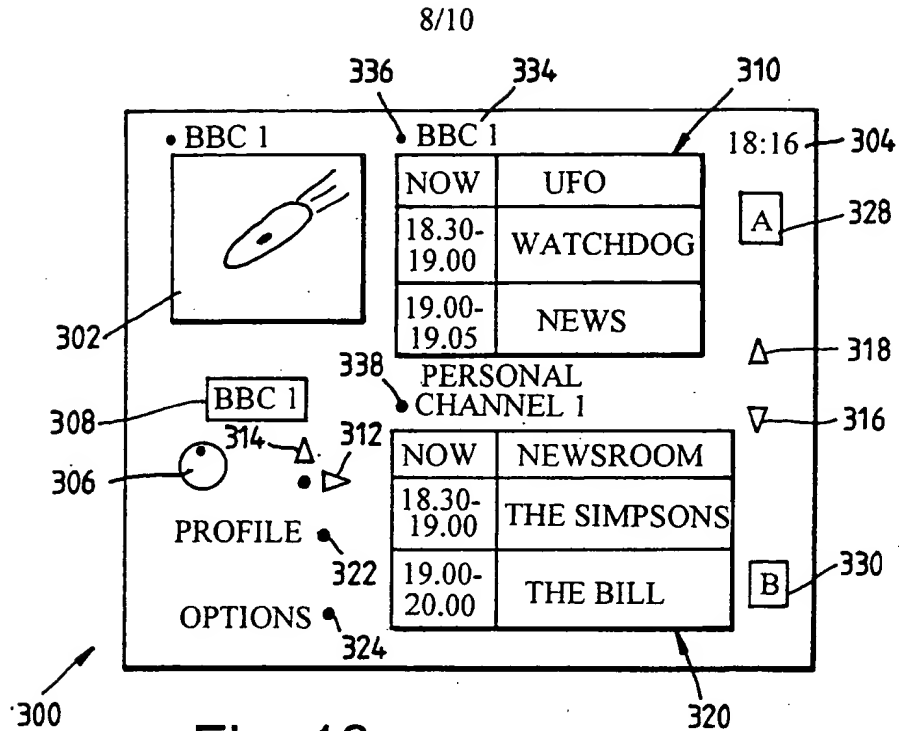 8/10
336 334 310
• BBC 1 • BBC 1 18:16 304
NOW UFO
A 328
18.30-
19.00 WATCHDOG
19.00-
19.05 NEWS
302
318
338 PERSONAL
CHANNEL 1
308 BBC 1
316
314 312
306
NOW NEWSROOM
18.30-
19.00 THE SIMPSONS
PROFILE
322
19.00-
20.00 THE BILL
B 330
OPTIONS
324
300 320